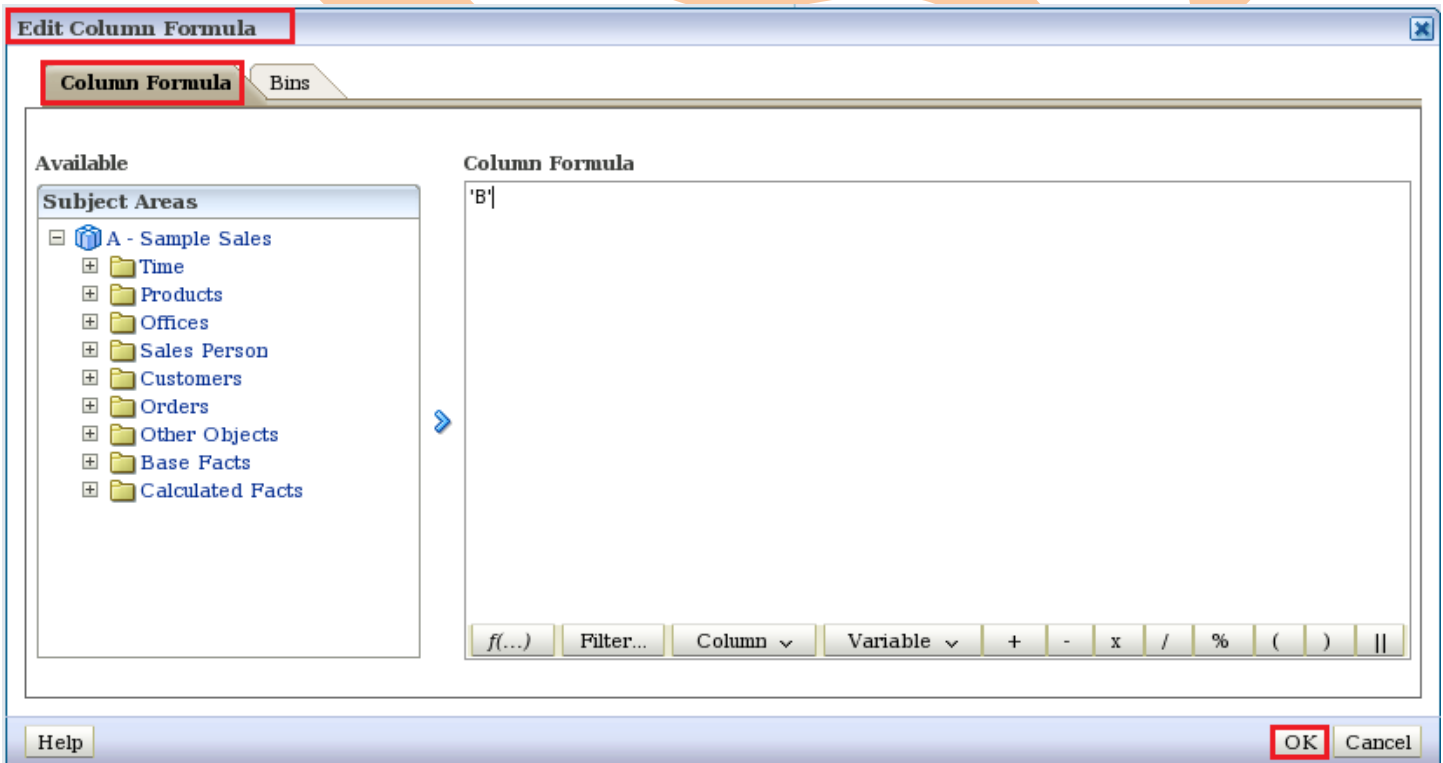 Edit Column Formula
Column Formula
Bins
Available
Subject Areas
A - Sample Sales
Time
Products
Offices
Sales Person
Customers
Orders
Other Objects
Base Facts
Calculated Facts
Column Formula
'B'
f(...) Filter... Column Variable + - x / % ( ) ||
Help OK Cancel